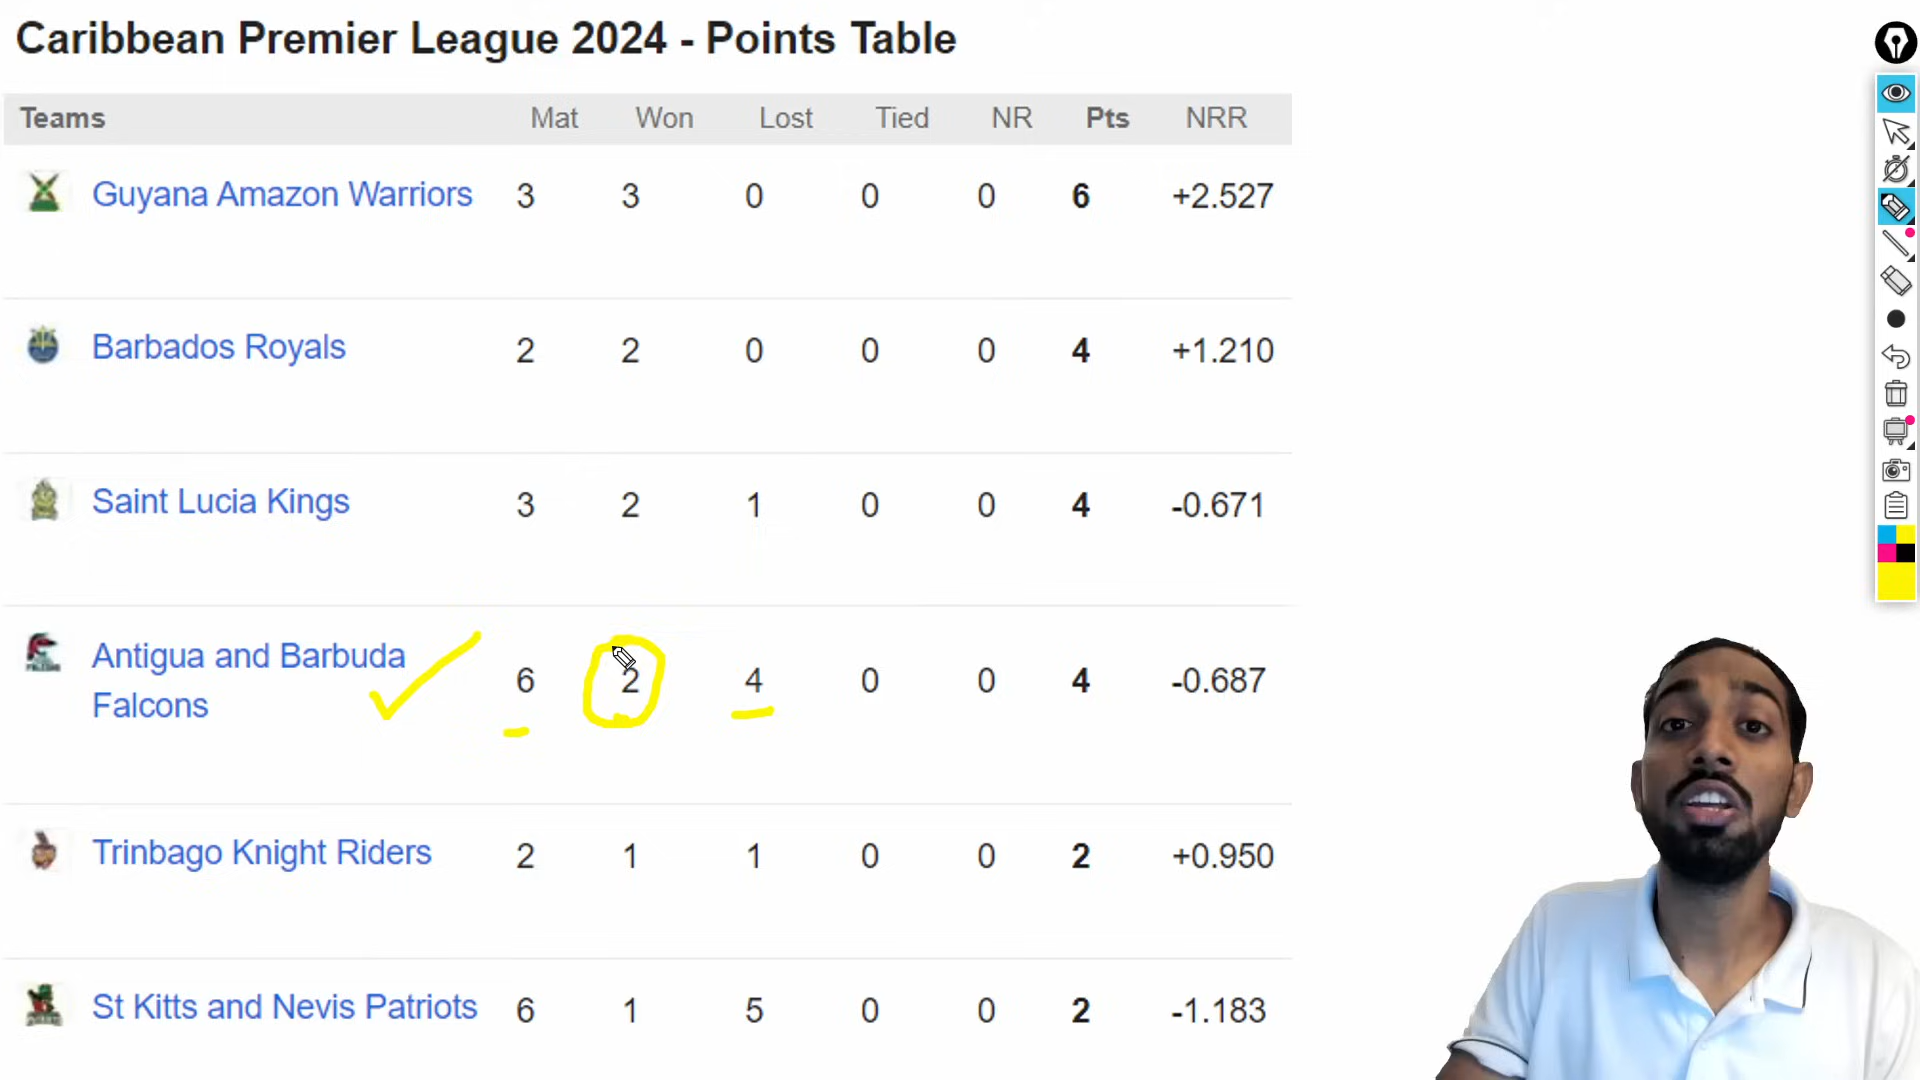 Caribbean Premier League 2024 - Points Table
Teams Mat Won Lost Tied NR Pts NRR
Guyana Amazon Warriors 3 3 0 0 0 6 +2.527
Barbados Royals 2 2 0 0 0 4 +1.210
Saint Lucia Kings 3 2 1 0 0 4 -0.671
Antigua and Barbuda
Falcons 6 2 4 0 0 4 -0.687
Trinbago Knight Riders 2 1 1 0 0 2 +0.950
St Kitts and Nevis Patriots 6 1 5 0 0 2 -1.183